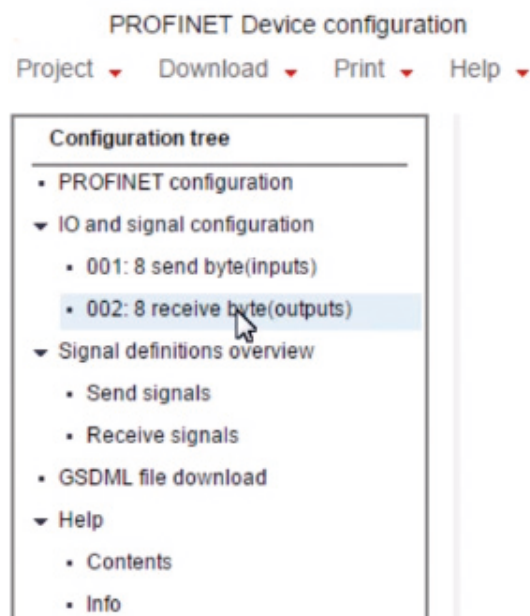 PROFINET Device configuration
Project Download Print Help
Configuration tree
PROFINET configuration
IO and signal configuration
001: 8 send byte(inputs)
002: 8 receive byte(outputs)
Signal definitions overview
Send signals
Receive signals
GSDML file download
Help
Contents
Info